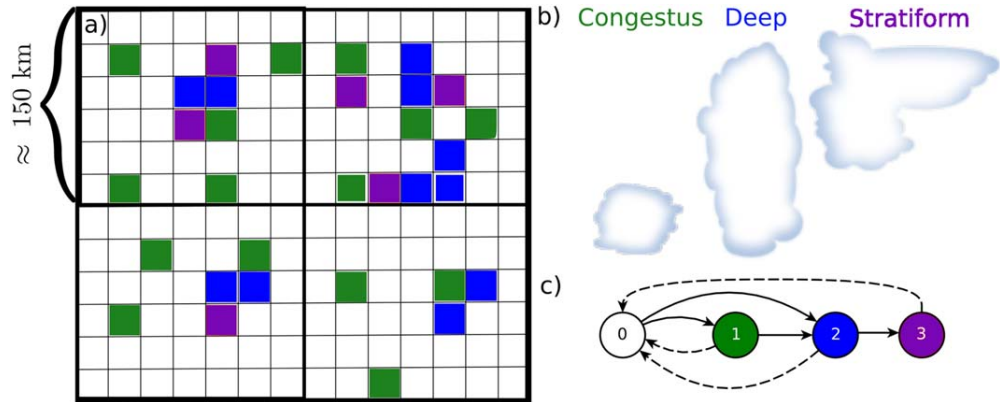 a)
≈ 150 km
b)
Congestus Deep Stratiform
c)
0 1 2 3